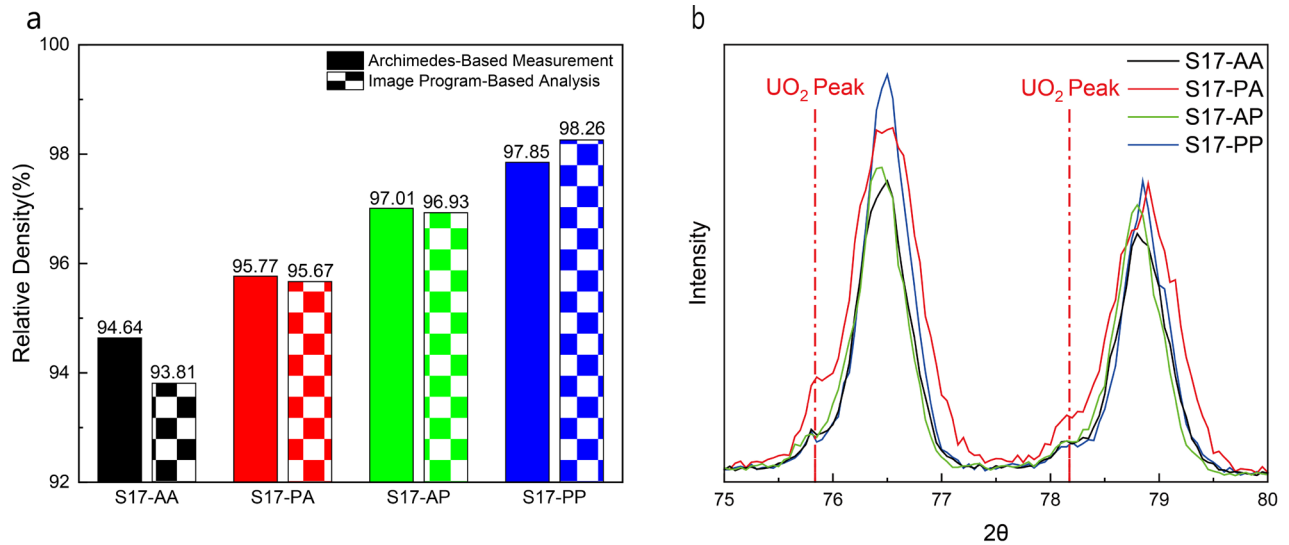 a
Relative Density(%)
100
98
96
94
92
Archimedes-Based Measurement
Image Program-Based Analysis
94.64
93.81
95.77
95.67
97.01
96.93
97.85
98.26
S17-AA
S17-PA
S17-AP
S17-PP
b
Intensity
UO₂ Peak
UO₂ Peak
S17-AA
S17-PA
S17-AP
S17-PP
75
76
77
78
79
80
2θ